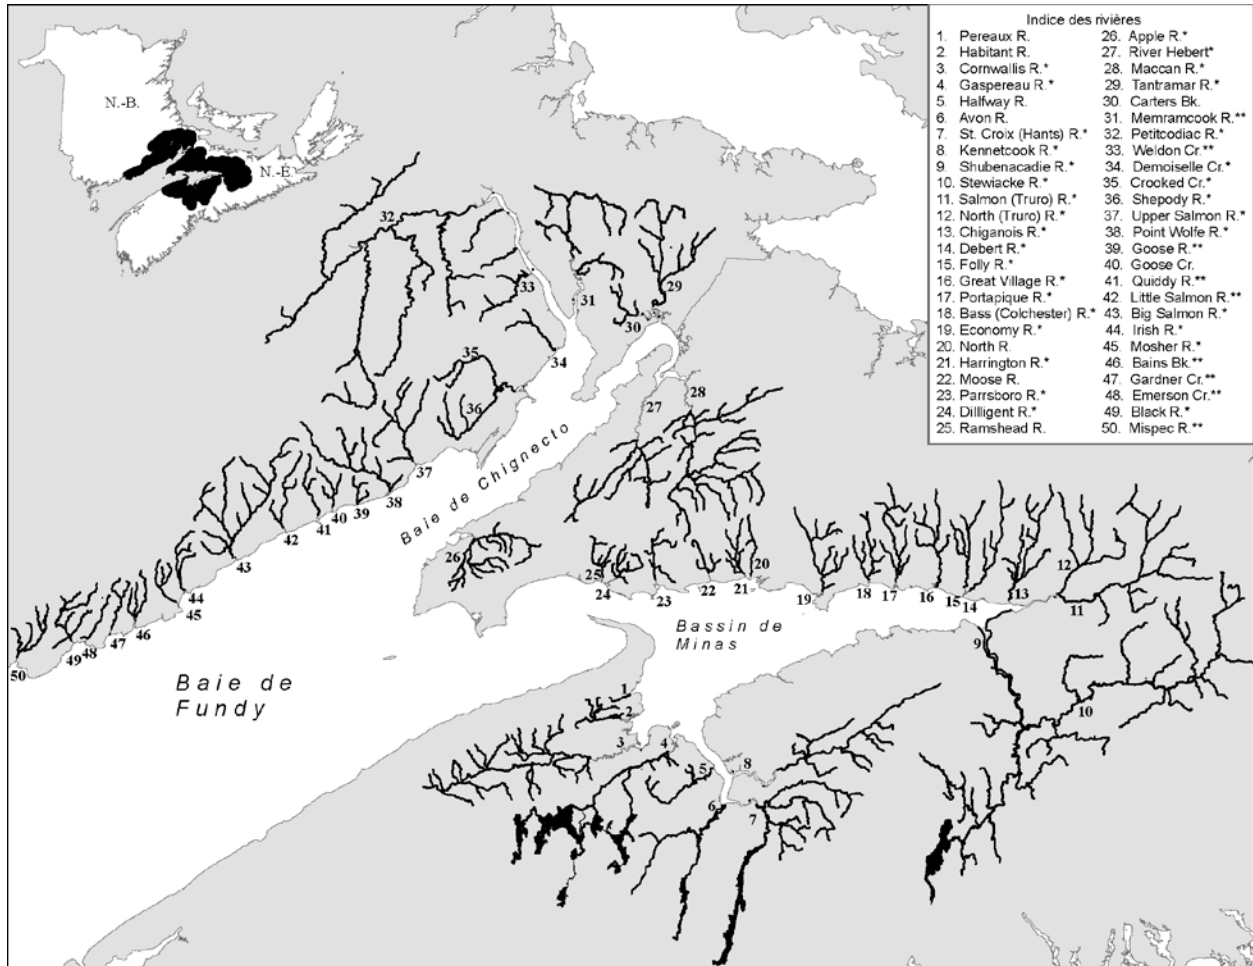 Indice des rivières
1. Pereaux R.
2. Habitant R.
3. Cornwallis R.*
4. Gaspereau R.*
5. Halfway R.
6. Avon R.
7. St. Croix (Hants) R.*
8. Kennetcook R.*
9. Shubenacadie R.*
10. Stewiacke R.*
11. Salmon (Truro) R.*
12. North (Truro) R.*
13. Chiganois R.*
14. Debert R.*
15. Folly R.*
16. Great Village R.*
17. Portapique R.*
18. Bass (Colchester) R.*
19. Economy R.*
20. North R.
21. Harrington R.*
22. Moose R.
23. Parrsboro R.*
24. Dillligent R.*
25. Ramshead R.
26. Apple R.*
27. River Hebert*
28. Maccan R.*
29. Tantramar R.*
30. Carters Bk.
31. Memramcook R.**
32. Petitcodiac R.*
33. Weldon Cr.**
34. Demoiselle Cr.*
35. Crooked Cr.*
36. Shepody R.*
37. Upper Salmon R.*
38. Point Wolfe R.*
39. Goose R.**
40. Goose Cr.
41. Quiddy R.**
42. Little Salmon R.**
43. Big Salmon R.*
44. Irish R.*
45. Mosher R.*
46. Bains Bk.**
47. Gardner Cr.**
48. Emerson Cr.**
49. Black R.*
50. Mispec R.**
N.-B.
N.-E.
32
33
31
29
30
34
35
36
28
27
37
38
39
40
41
42
43
Baie de Chignecto
26
25
24
23
22
21
20
19
18
17
16
15
14
13
12
11
44
45
46
47
48
49
50
Bassin de
Minas
9
Baie de
Fundy
1
2
3
4
5
8
6
7
10